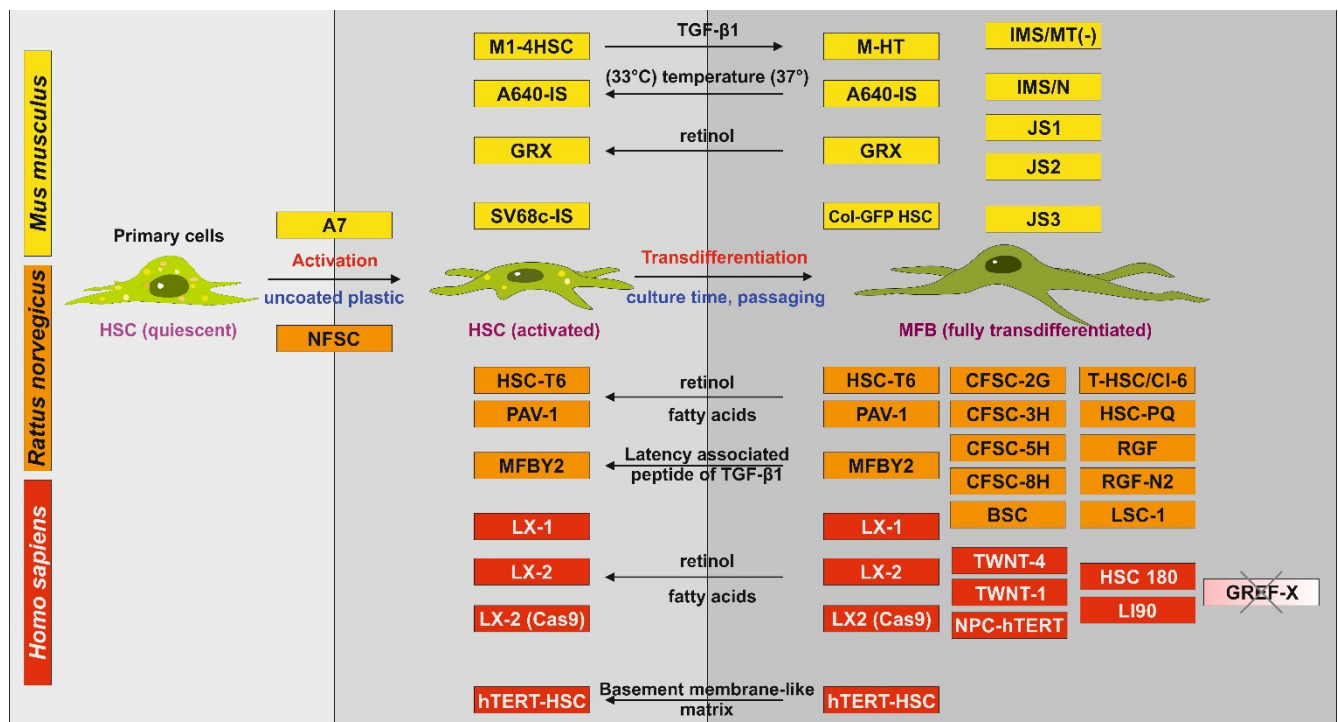 Mus musculus
Rattus norvegicus
Homo sapiens
M1-4HSC
TGF-β1
M-HT
IMS/MT(-)
A640-IS
(33°C) temperature (37°)
A640-IS
IMS/N
GRX
retinol
GRX
JS1
JS2
SV68c-IS
Col-GFP HSC
JS3
A7
Primary cells
Activation
uncoated plastic
Transdifferentiation
culture time, passaging
HSC (quiescent)
HSC (activated)
MFB (fully transdifferentiated)
NFSC
HSC-T6
PAV-1
retinol
fatty acids
HSC-T6
PAV-1
CFSC-2G
CFSC-3H
CFSC-5H
CFSC-8H
BSC
T-HSC/CI-6
HSC-PQ
RGF
RGF-N2
LSC-1
MFBY2
Latency associated
peptide of TGF-β1
MFBY2
LX-1
LX-2
LX-2 (Cas9)
retinol
fatty acids
LX-1
LX-2
LX2 (Cas9)
TWNT-4
TWNT-1
NPC-hTERT
HSC 180
LI90
GREF-X
hTERT-HSC
Basement membrane-like
matrix
hTERT-HSC